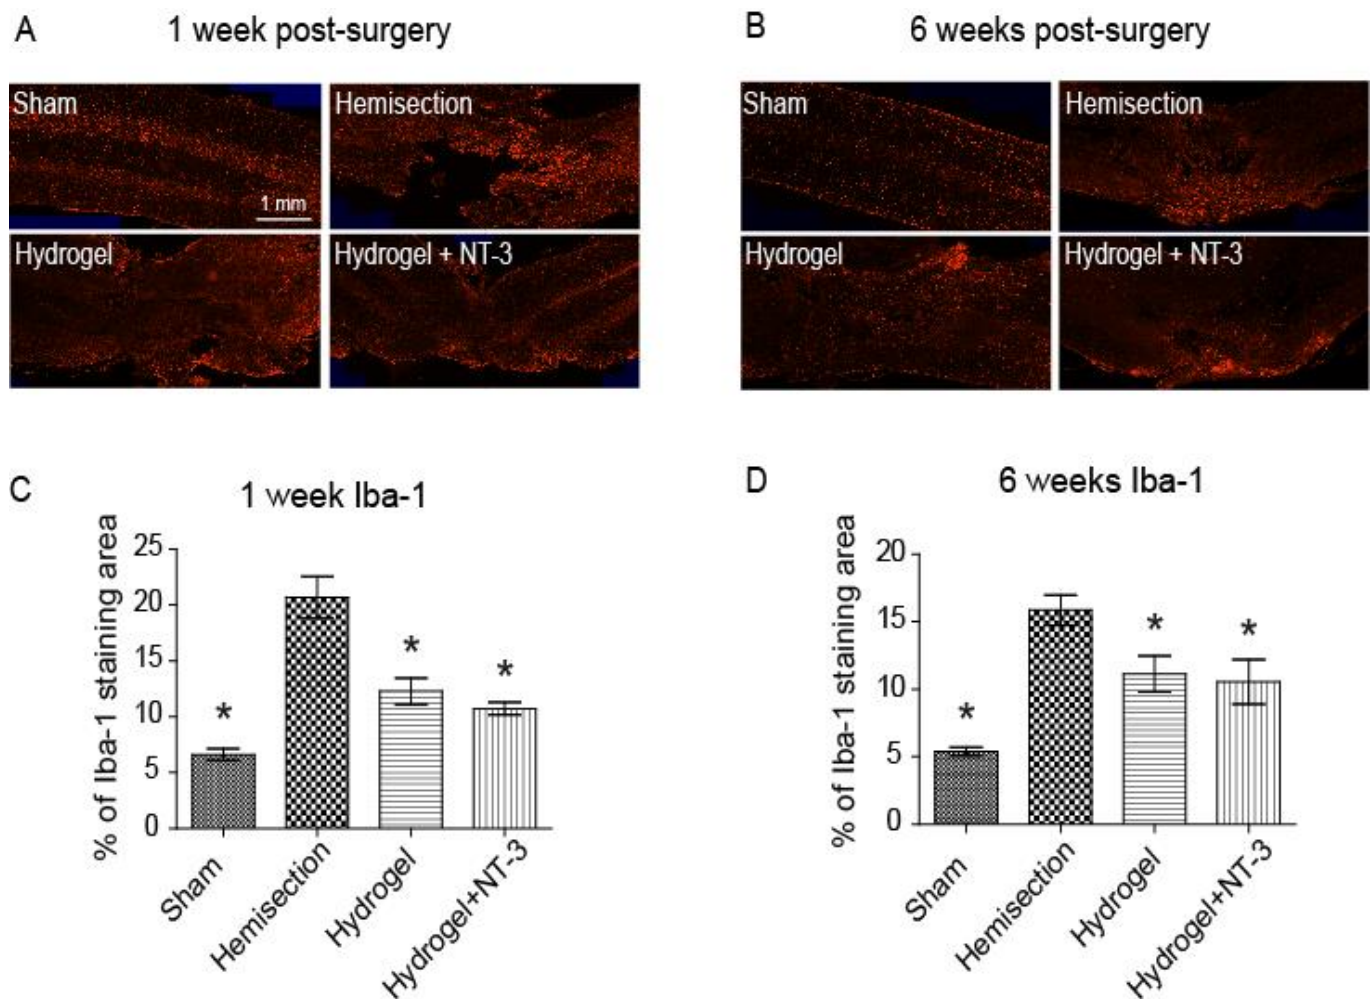 A
1 week post-surgery
B
6 weeks post-surgery
Sham
Hemisection
1 mm
Hydrogel
Hydrogel + NT-3
Sham
Hemisection
Hydrogel
Hydrogel + NT-3
C
1 week Iba-1
% of Iba-1 staining area
25
20
15
10
5
0
*
*
*
Sham
Hemisection
Hydrogel
Hydrogel+NT-3
D
6 weeks Iba-1
% of Iba-1 staining area
20
15
10
5
0
*
*
*
Sham
Hemisection
Hydrogel
Hydrogel+NT-3